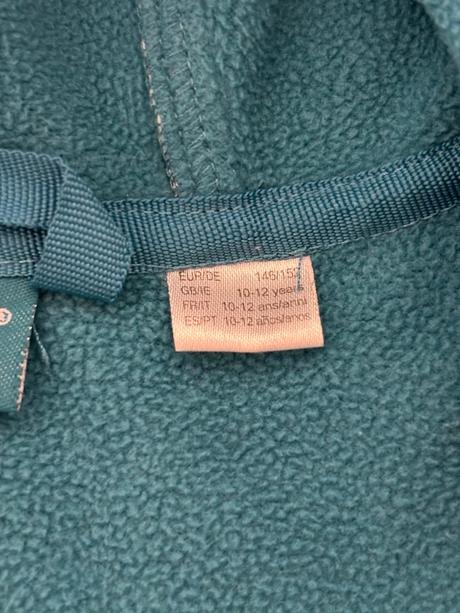 EUR/DE 146/152
GB/IE 10-12 years
FR/IT 10-12 ans/anni
ES/PT 10-12 años/anos
®